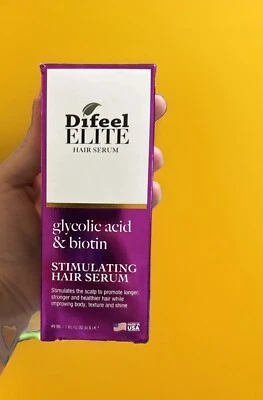 Difeel
ELITE
HAIR SERUM
glycolic acid
& biotin
STIMULATING
HAIR SERUM
Stimulates the scalp to promote longer,
stronger and healthier hair while
improving body, texture and shine
USA